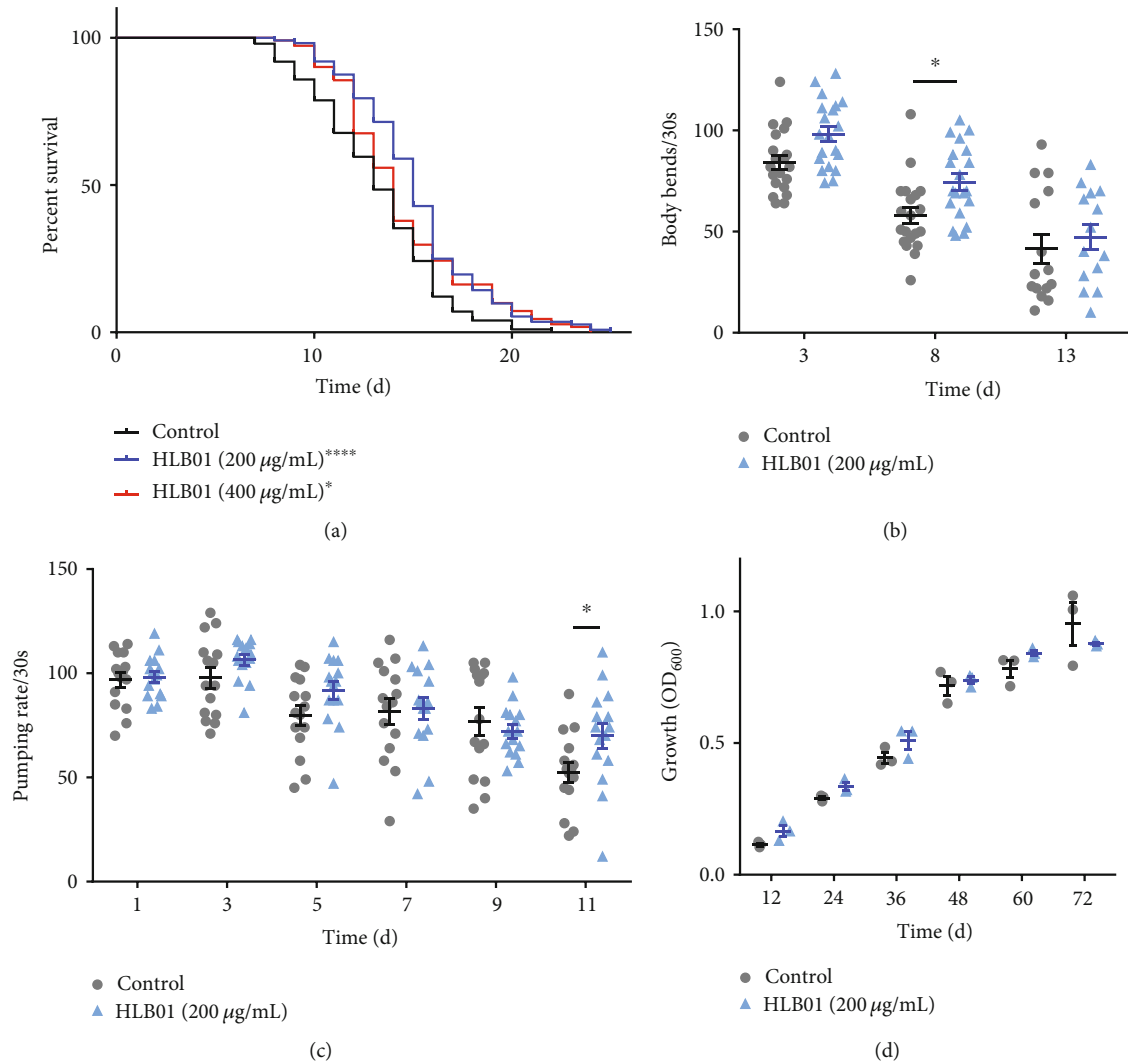 100
50
0
Percent survival
0
10
20
Time (d)
Control
HLB01 (200 μg/mL)****
HLB01 (400 μg/mL)*
(a)
150
100
50
0
Body bends/30s
*
3
8
13
Time (d)
Control
HLB01 (200 μg/mL)
(b)
150
100
50
0
Pumping rate/30s
*
1
3
5
7
9
11
Time (d)
Control
HLB01 (200 μg/mL)
(c)
1.0
0.5
0.0
Growth (OD₆₀₀)
12
24
36
48
60
72
Time (d)
Control
HLB01 (200 μg/mL)
(d)